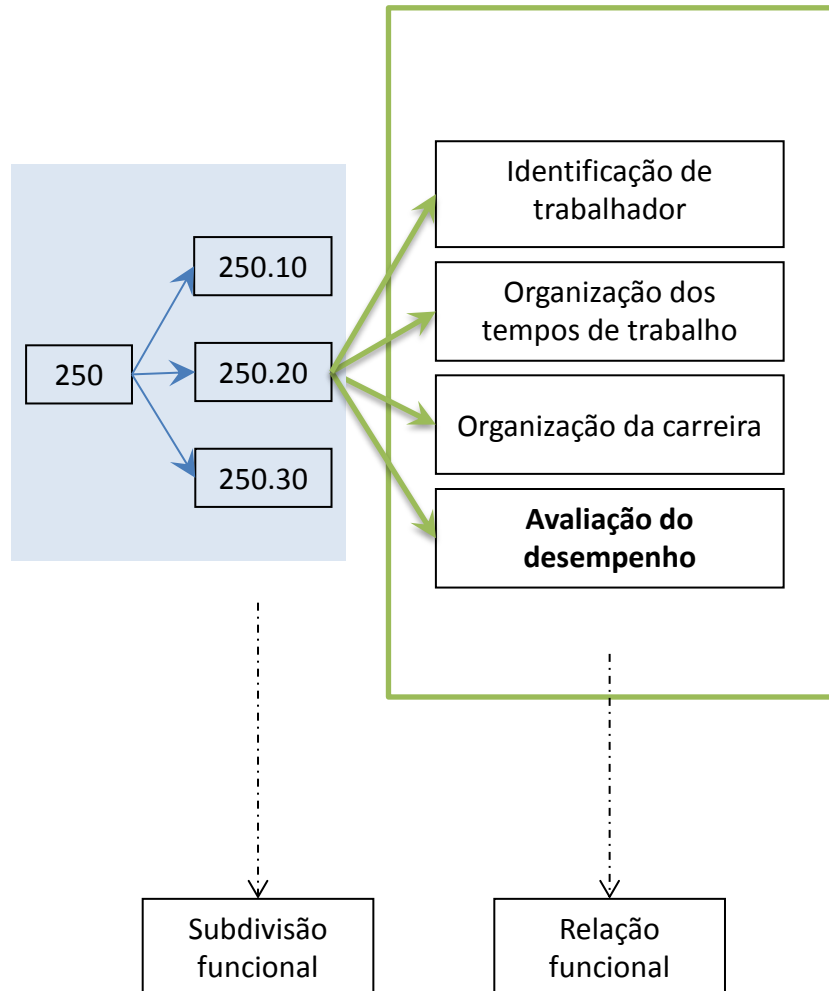 250
250.10
250.20
250.30
Identificação de
trabalhador
Organização dos
tempos de trabalho
Organização da carreira
Avaliação do
desempenho
Subdivisão
funcional
Relação
funcional